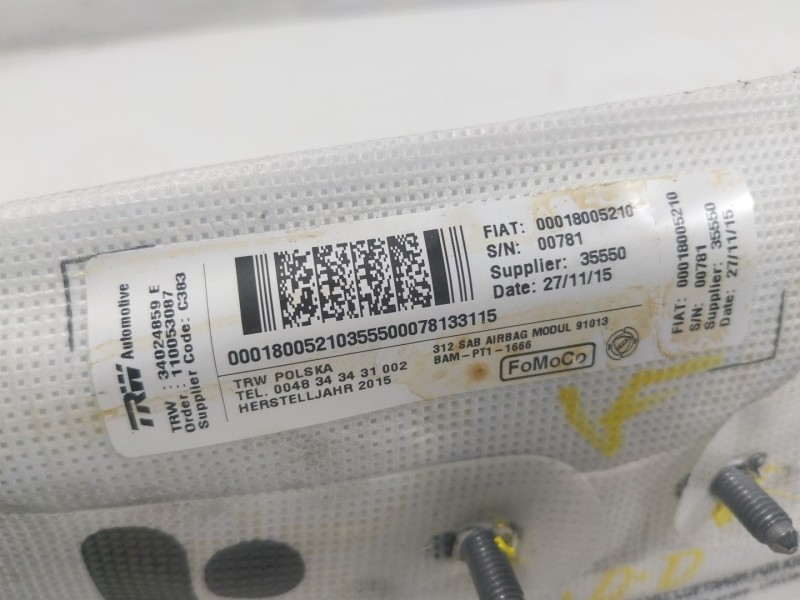 TRW Automotive
TRW : 34024859 E
Order : 110053087
Supplier Code: C383
FIAT: 00018005210
S/N: 00781
Supplier: 35550
Date: 27/11/15
00018005210355500078133115
TRW POLSKA
TEL. 0048 34 34 31 002
HERSTELLJAHR 2015
312 SAB AIRBAG MODUL 91013
BAM-PT1-1666
FoMoCo
FIAT: 00018005210
S/N: 00781
Supplier: 35550
Date: 27/11/15